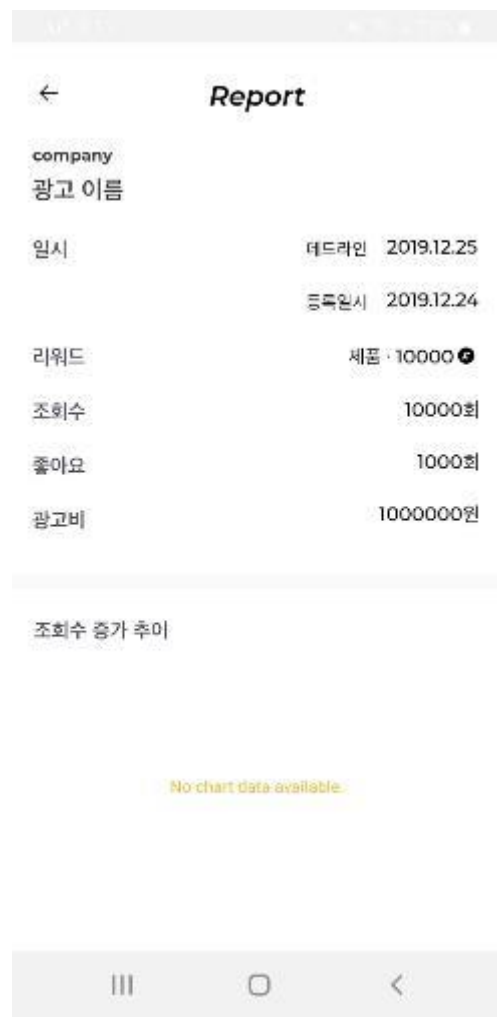 Report
company
광고 이름
일시 데드라인 2019.12.25
등록일시 2019.12.24
리워드 제품 · 10000
조회수 10000회
좋아요 1000회
광고비 1000000원
조회수 증가 추이
No chart data available.